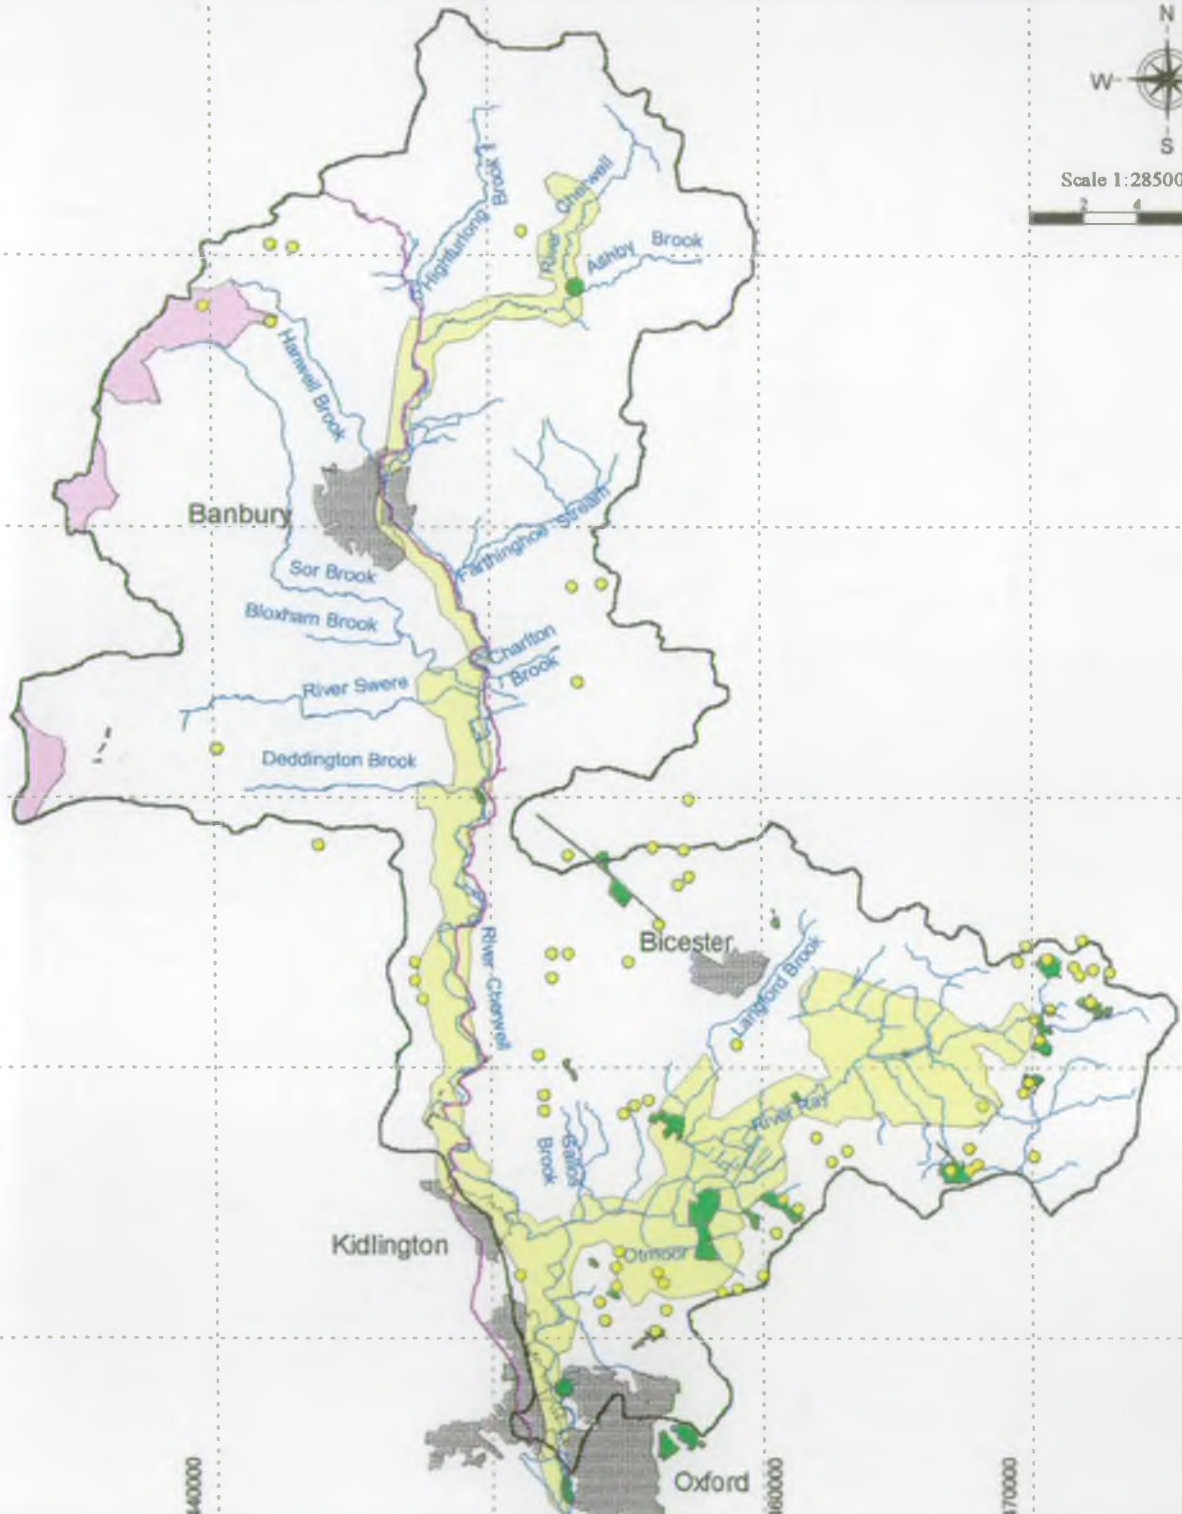 N
W
S
Scale 1:28500
2 4
Highfurlong Brook
River Cherwell
Ashby Brook
Hanwell Brook
Banbury
Farthinghoe Stream
Sor Brook
Bloxham Brook
Charlton Brook
River Swere
Deddington Brook
River Cherwell
Bicester
Langford Brook
River Ray
Gallos Brook
Kidlington
Otmoor
Oxford
440000
460000
470000